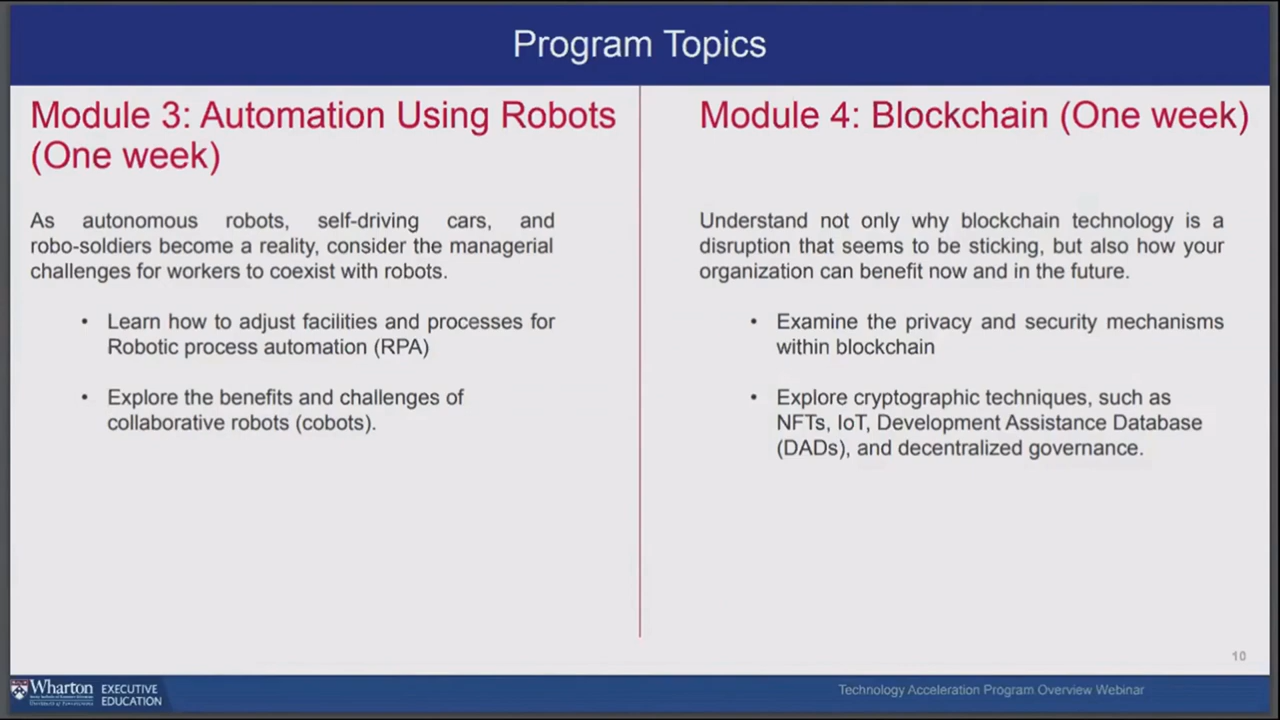 Program Topics
Module 3: Automation Using Robots
(One week)
As autonomous robots, self-driving cars, and
robo-soldiers become a reality, consider the managerial
challenges for workers to coexist with robots.
• Learn how to adjust facilities and processes for
Robotic process automation (RPA)
• Explore the benefits and challenges of
collaborative robots (cobots).
Module 4: Blockchain (One week)
Understand not only why blockchain technology is a
disruption that seems to be sticking, but also how your
organization can benefit now and in the future.
• Examine the privacy and security mechanisms
within blockchain
• Explore cryptographic techniques, such as
NFTs, IoT, Development Assistance Database
(DADs), and decentralized governance.
10
Wharton
EXECUTIVE
EDUCATION
Technology Acceleration Program Overview Webinar